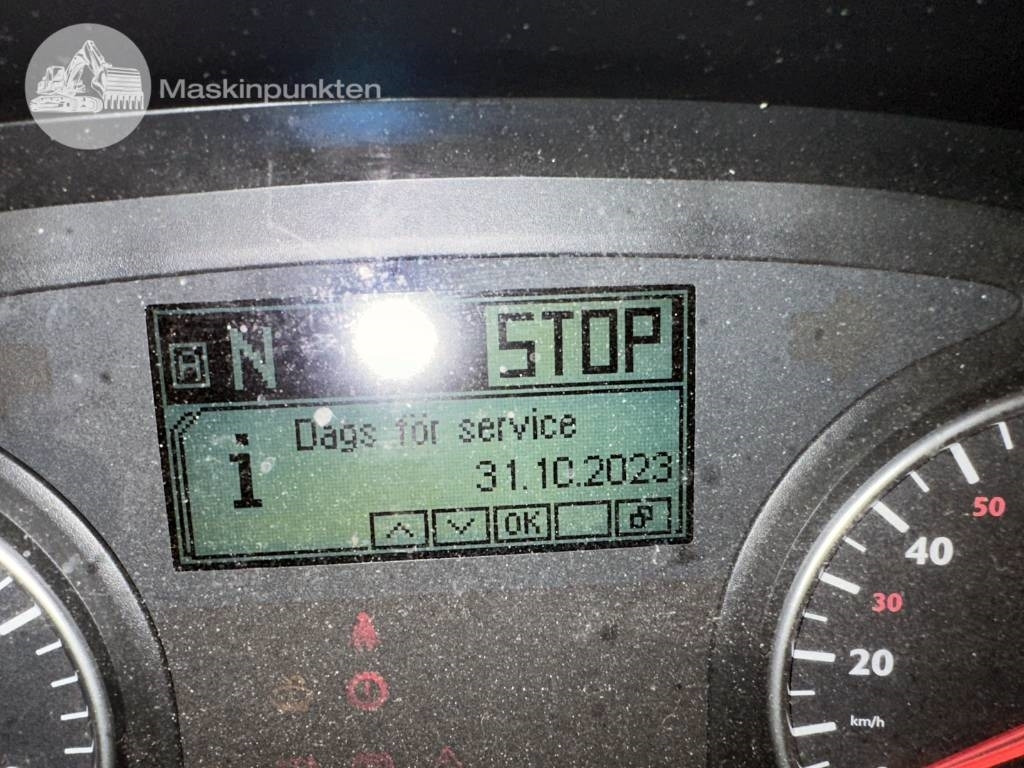 Maskinpunkten
A N STOP
Dags för service
31.10.2023
OK
50
40
30
20
km/h